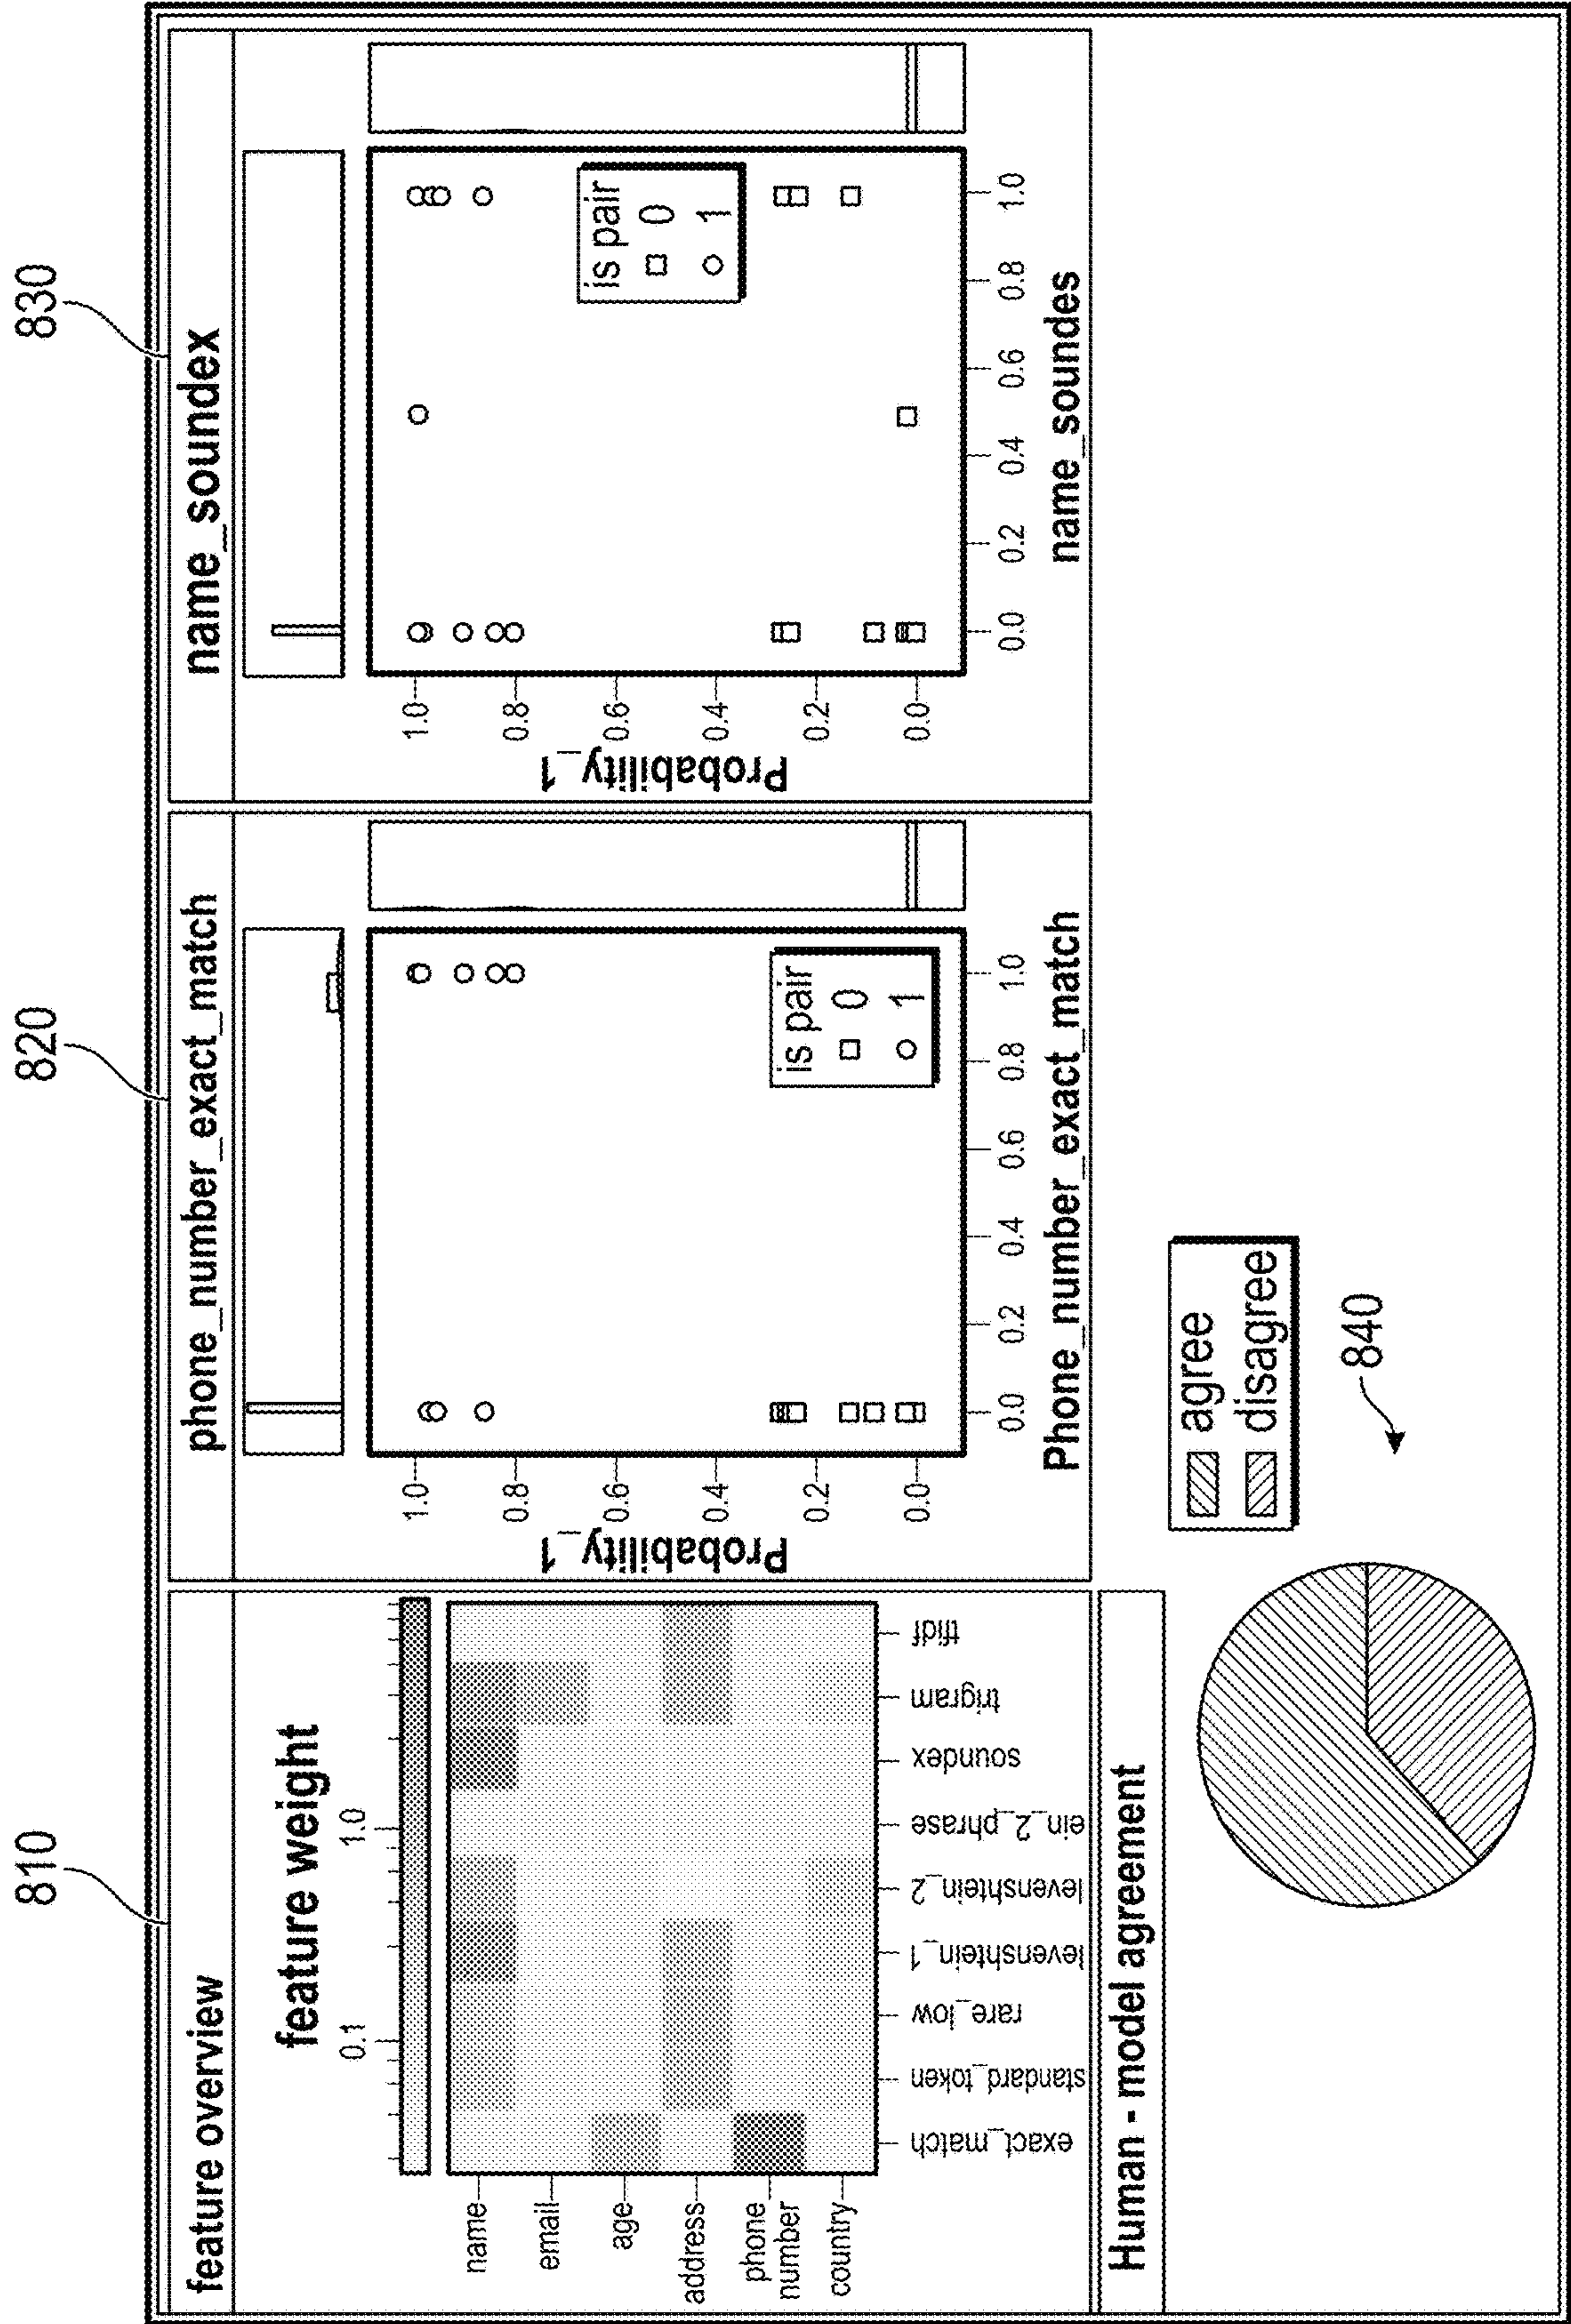 810
820
830
feature overview
feature weight
0.1
1.0
name
email
age
address
phone
number
country
exact_match
standard_token
rare_low
levenshtein_1
levenshtein_2
ein_2_phrase
soundex
trigram
tfidf
phone_number_exact_match
Probability_1
1.0
0.8
0.6
0.4
0.2
0.0
is pair
0
1
0.0
0.2
0.4
0.6
0.8
1.0
Phone_number_exact_match
name_soundex
Probability_1
1.0
0.8
0.6
0.4
0.2
0.0
is pair
0
1
0.0
0.2
0.4
0.6
0.8
1.0
name_soundes
Human - model agreement
agree
disagree
840